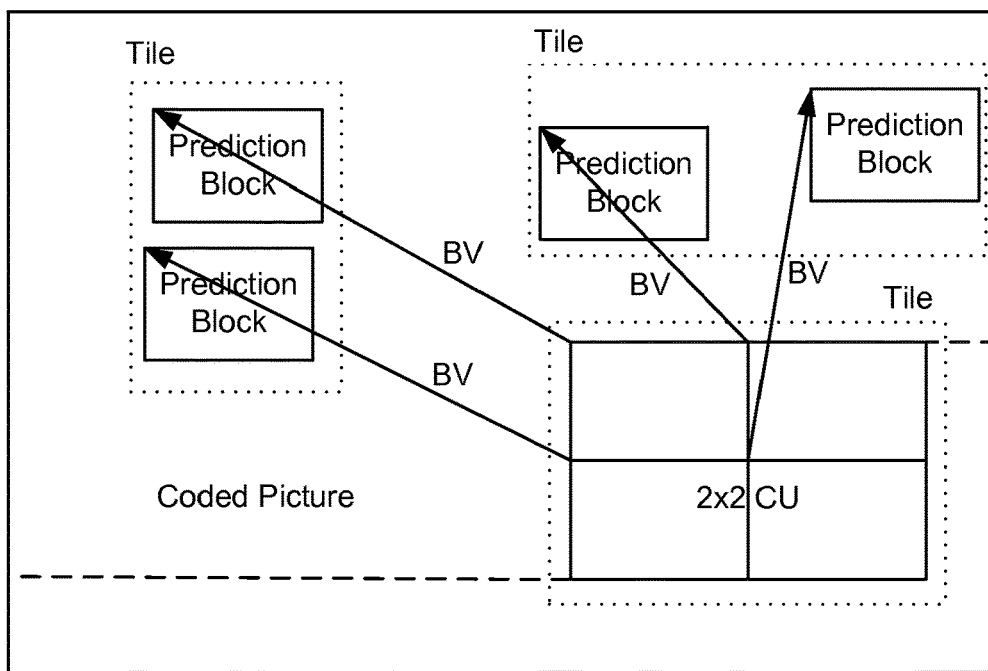 Tile
Tile
Prediction
Block
Prediction
Block
Prediction
Block
BV
BV
BV
Prediction
Block
Tile
BV
Coded Picture
2x2 CU